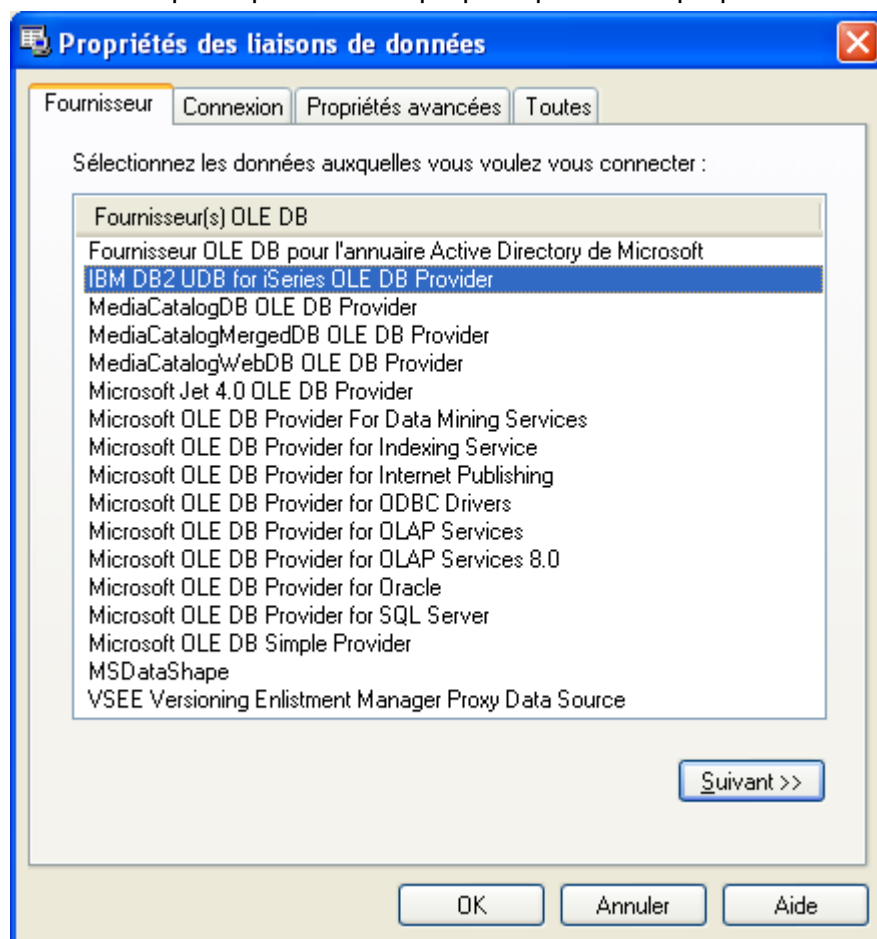 Propriétés des liaisons de données
Fournisseur Connexion Propriétés avancées Toutes
Sélectionnez les données auxquelles vous voulez vous connecter :
Fournisseur(s) OLE DB
Fournisseur OLE DB pour l'annuaire Active Directory de Microsoft
IBM DB2 UDB for iSeries OLE DB Provider
MediaCatalogDB OLE DB Provider
MediaCatalogMergedDB OLE DB Provider
MediaCatalogWebDB OLE DB Provider
Microsoft Jet 4.0 OLE DB Provider
Microsoft OLE DB Provider For Data Mining Services
Microsoft OLE DB Provider for Indexing Service
Microsoft OLE DB Provider for Internet Publishing
Microsoft OLE DB Provider for ODBC Drivers
Microsoft OLE DB Provider for OLAP Services
Microsoft OLE DB Provider for OLAP Services 8.0
Microsoft OLE DB Provider for Oracle
Microsoft OLE DB Provider for SQL Server
Microsoft OLE DB Simple Provider
MSDataShape
VSEE Versioning Enlistment Manager Proxy Data Source
Suivant >>
OK Annuler Aide